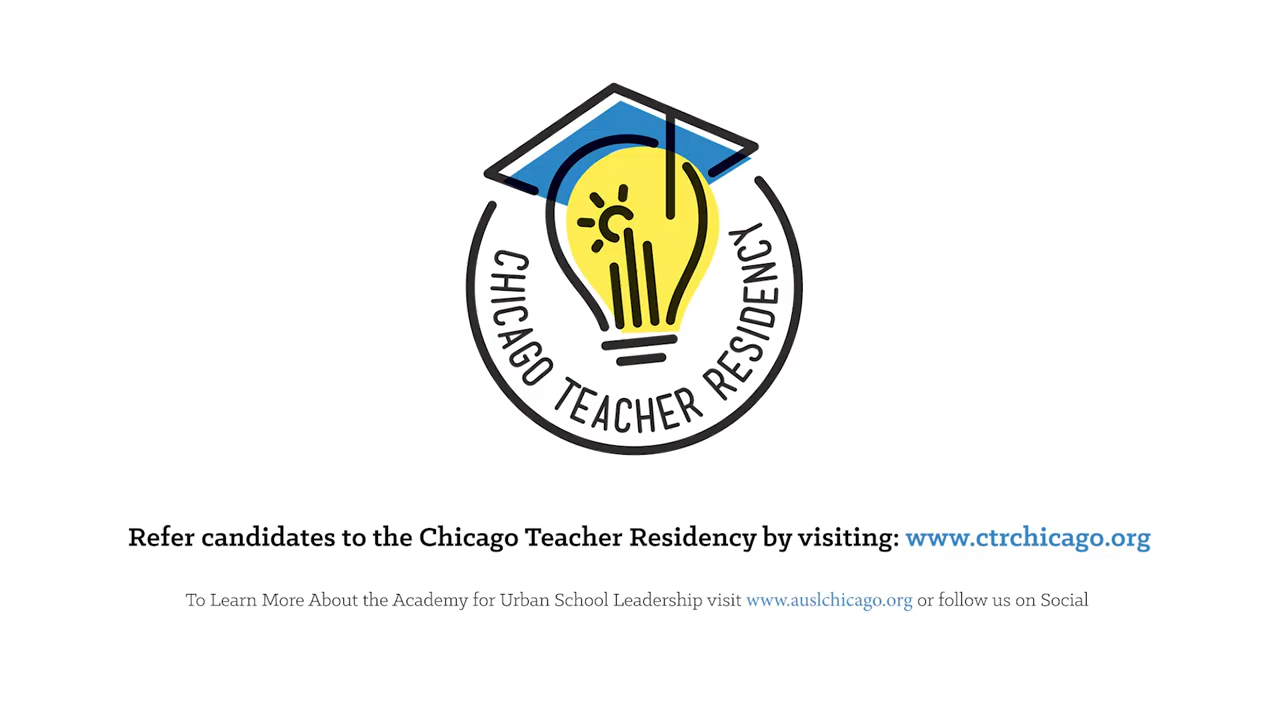 CHICAGO TEACHER RESIDENCY
Refer candidates to the Chicago Teacher Residency by visiting: www.ctrchicago.org
To Learn More About the Academy for Urban School Leadership visit www.auslchicago.org or follow us on Social